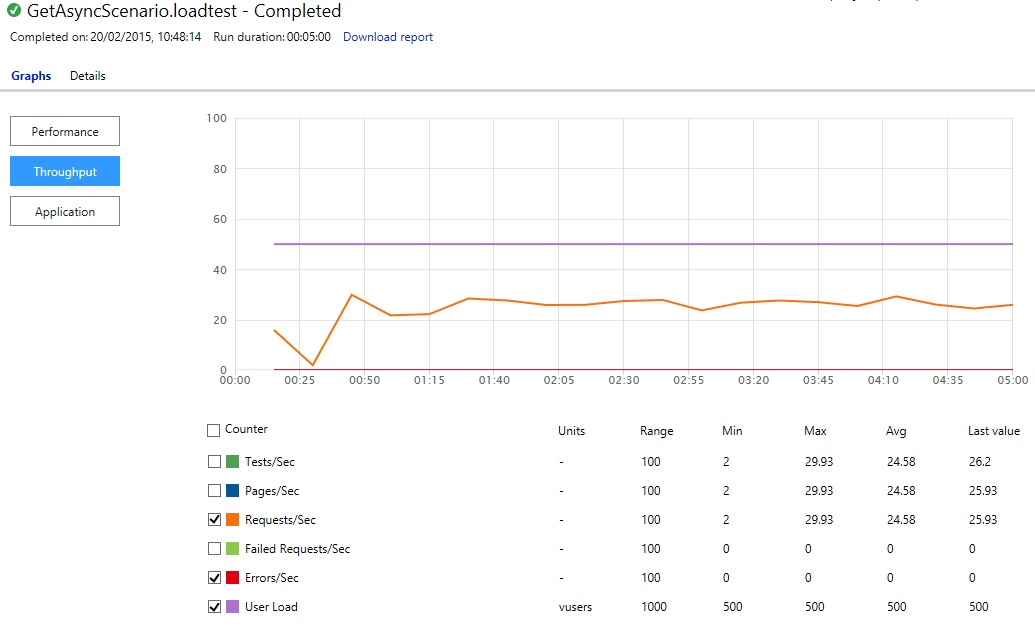 GetAsyncScenario.loadtest - Completed
Completed on: 20/02/2015, 10:48:14 Run duration: 00:05:00 Download report
Graphs Details
Performance
Throughput
Application
100
80
60
40
20
0
00:00 00:25 00:50 01:15 01:40 02:05 02:30 02:55 03:20 03:45 04:10 04:35 05:00
Counter Units Range Min Max Avg Last value
Tests/Sec - 100 2 29.93 24.58 26.2
Pages/Sec - 100 2 29.93 24.58 25.93
Requests/Sec - 100 2 29.93 24.58 25.93
Failed Requests/Sec - 100 0 0 0 0
Errors/Sec - 100 0 0 0 0
User Load vusers 1000 500 500 500 500